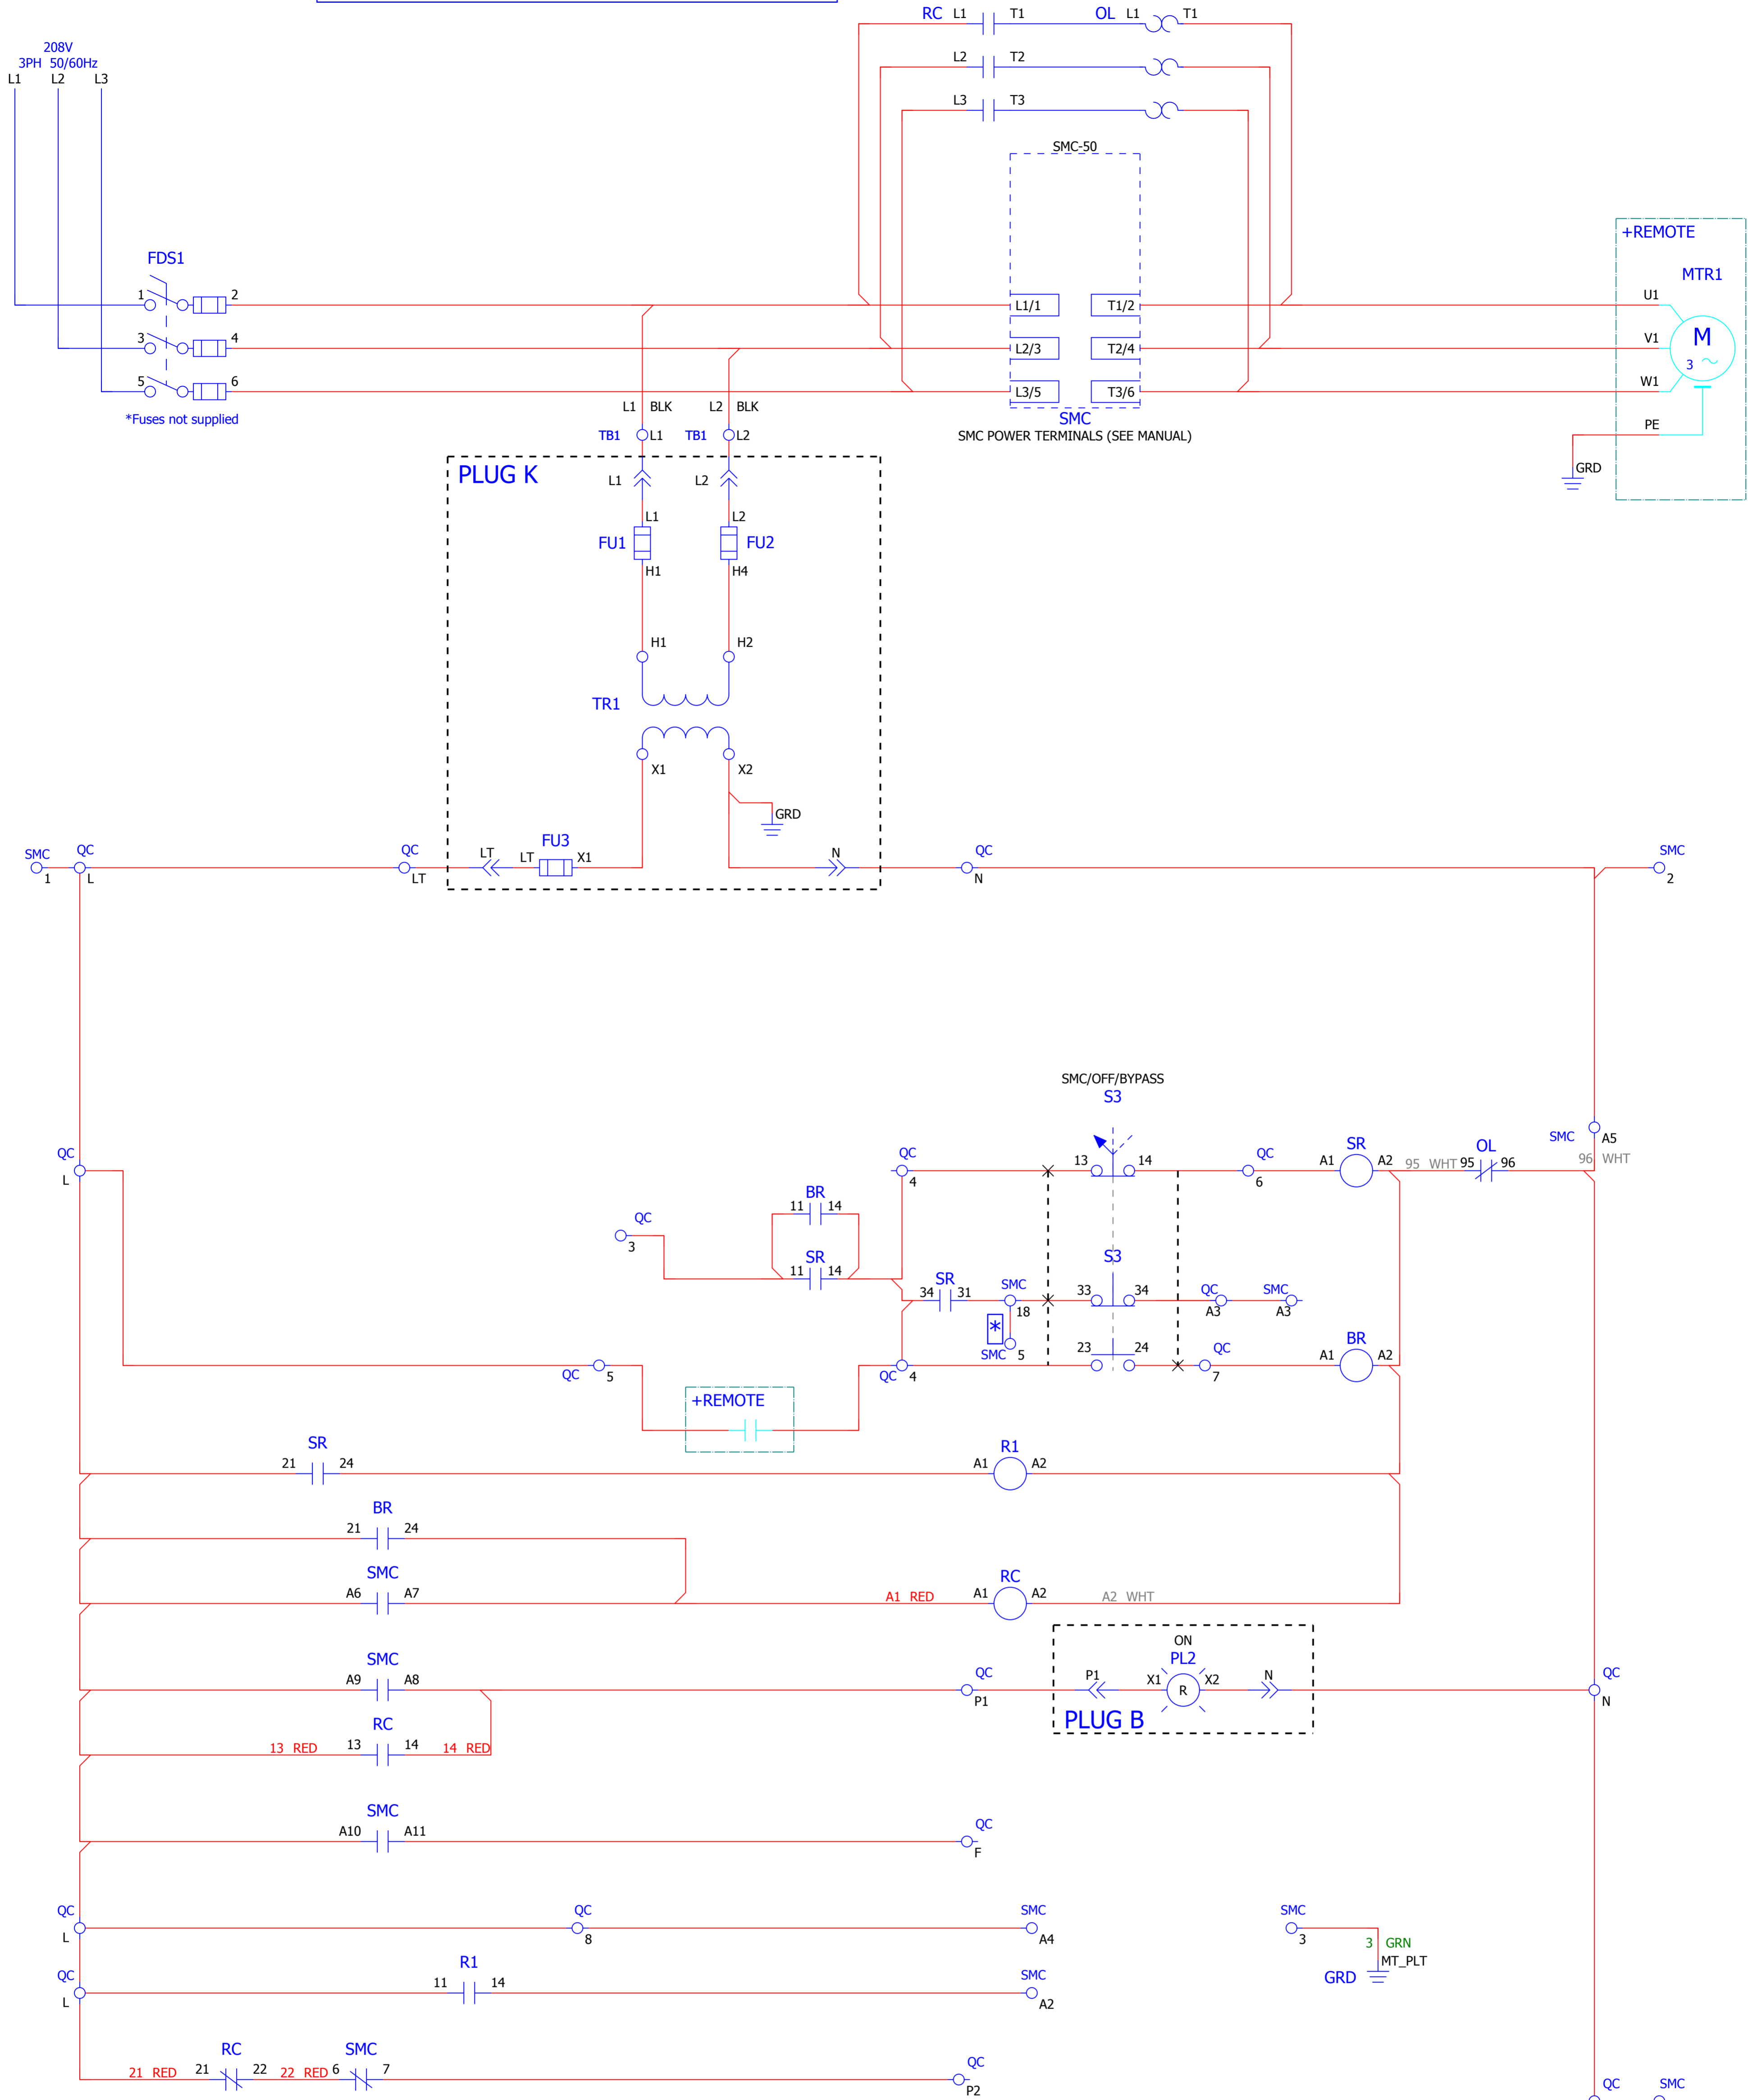 RC L1 T1 OL L1 T1
208V
3PH 50/60Hz
L1 L2 L3
L2 T2
L3 T3
SMC-50
+REMOTE
FDS1
MTR1
1 2 L1/1 T1/2 U1
3 4 L2/3 T2/4 V1 M
3
5 6 L3/5 T3/6 W1
L1 BLK L2 BLK
*Fuses not supplied
SMC
PE
TB1 L1 TB1 L2
SMC POWER TERMINALS (SEE MANUAL)
GRD
PLUG K
L1 L2
L1 L2
FU1 FU2
H1 H4
H1 H2
TR1
X1 X2
GRD
FU3
SMC QC QC LT LT X1 N QC SMC
1 L LT N 2
SMC/OFF/BYPASS
S3
SMC A5
QC QC 13 14 QC SR OL
A1 A2 95 WHT 95 96 96 WHT
L 4 6
BR
11 14
QC
3
SR
11 14
S3
SR
34 31 SMC 33 34 QC SMC
18 A3 A3
*
SMC 5
23 24 QC BR
A1 A2
QC 5 QC 4 7
+REMOTE
SR
21 24
R1
A1 A2
BR
21 24
SMC
A6 A7
RC
A1 RED A1 A2 A2 WHT
ON
SMC
A9 A8
QC P1 PL2
X1 X2 N QC
P1 R N
PLUG B
RC
13 RED 13 14 14 RED
SMC
A10 A11
QC
F
QC QC SMC SMC
L 8 A4 3
3 GRN
MT_PLT
GRD
QC R1
11 14 SMC
L A2
RC SMC
21 RED 21 22 22 RED 6 7
QC
P2
QC SMC